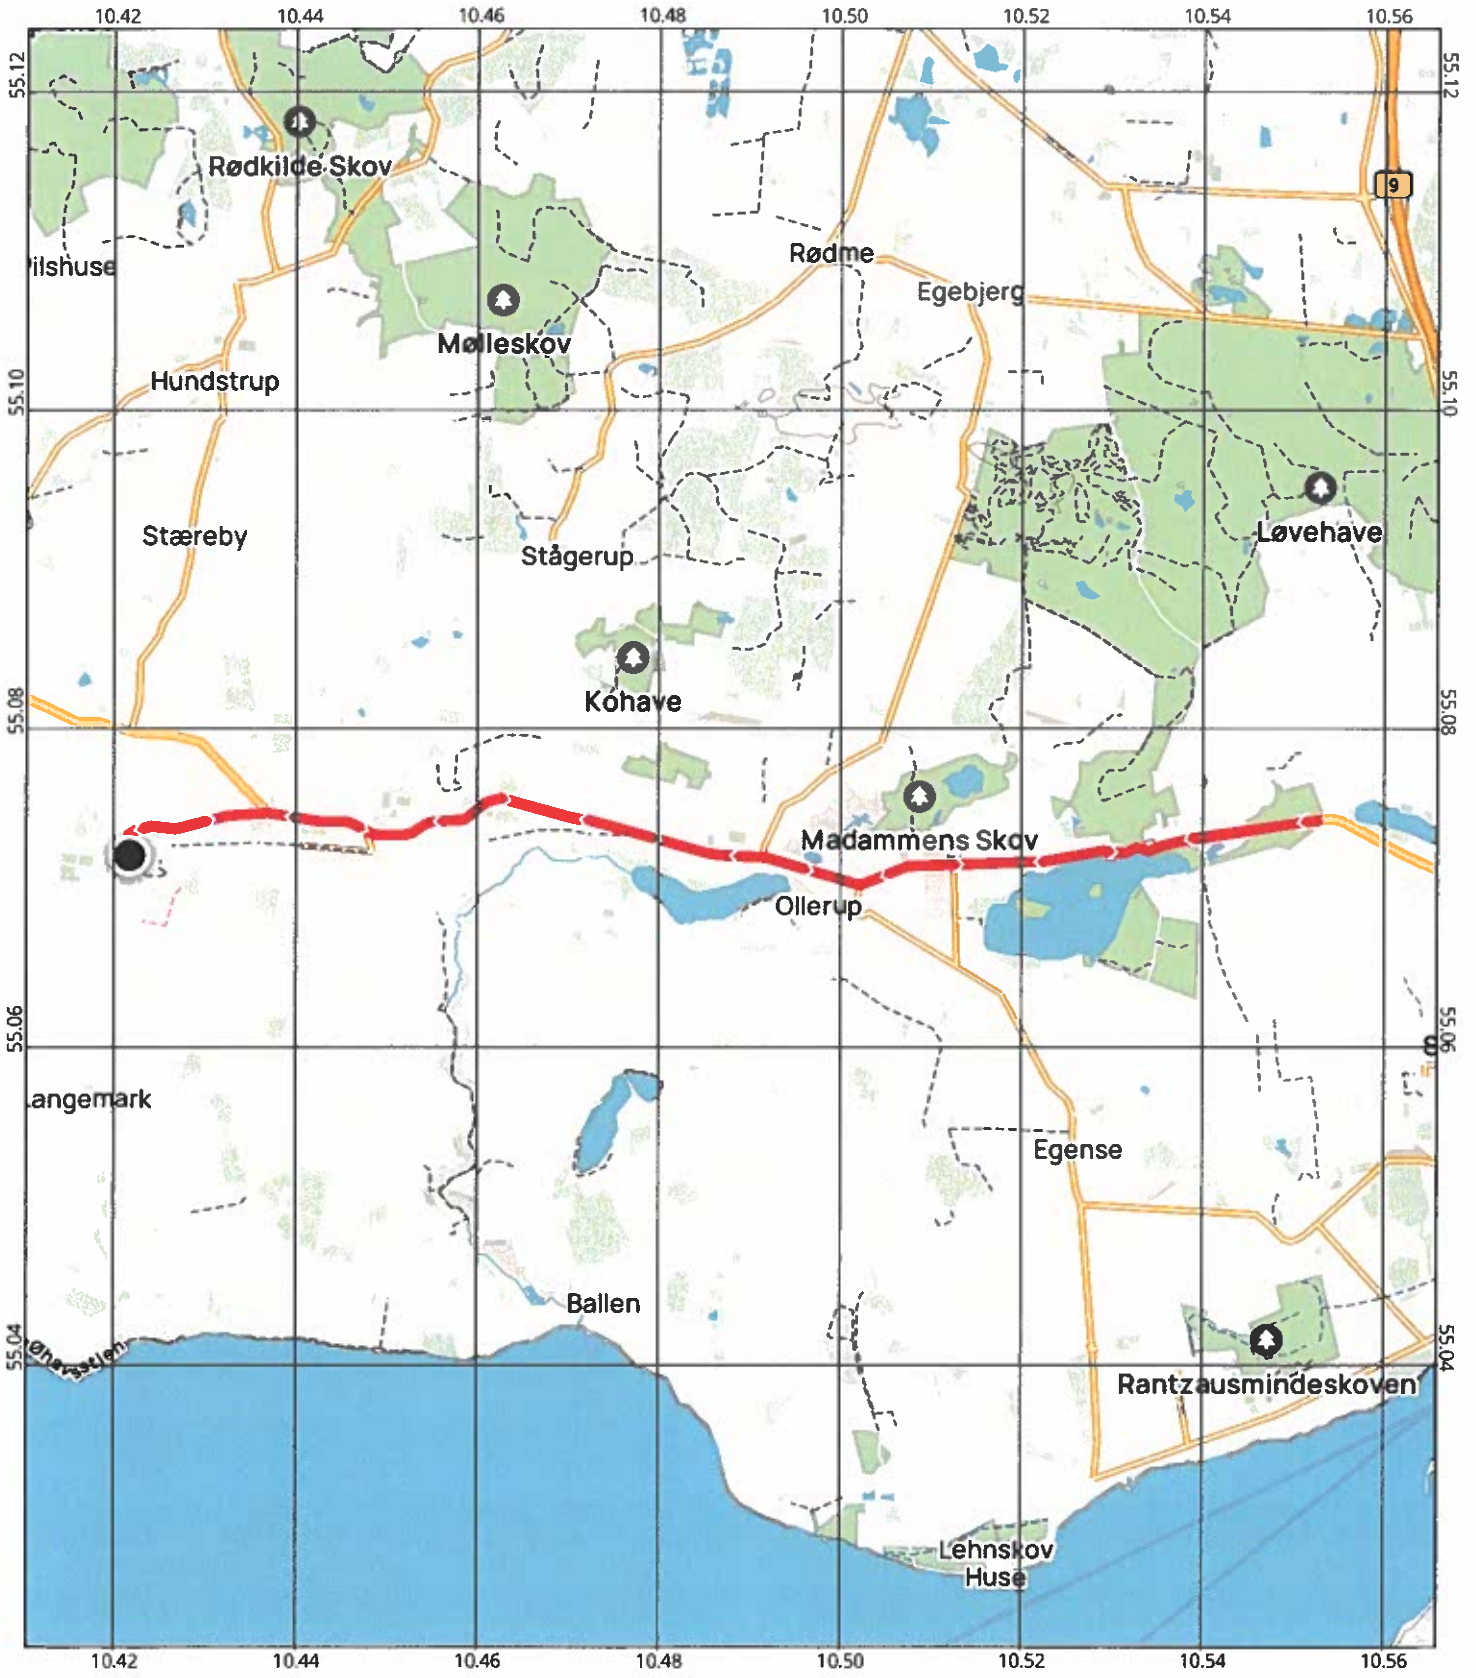 10.42 10.44 10.46 10.48 10.50 10.52 10.54 10.56
55.12 55.12
9
Rødkilde Skov
Rødme
ilshuse
Egebjerg
Mølleskov
Hundstrup
55.10 55.10
Løvehave
Stæreby
Stågerup
Kohave
55.08 55.08
Madammens Skov
Ollerup
55.06 55.06
angemark
Egense
Ballen
Øhavsstien
55.04 55.04
Rantzausmindeskoven
Lehnskov
Huse
10.42 10.44 10.46 10.48 10.50 10.52 10.54 10.56